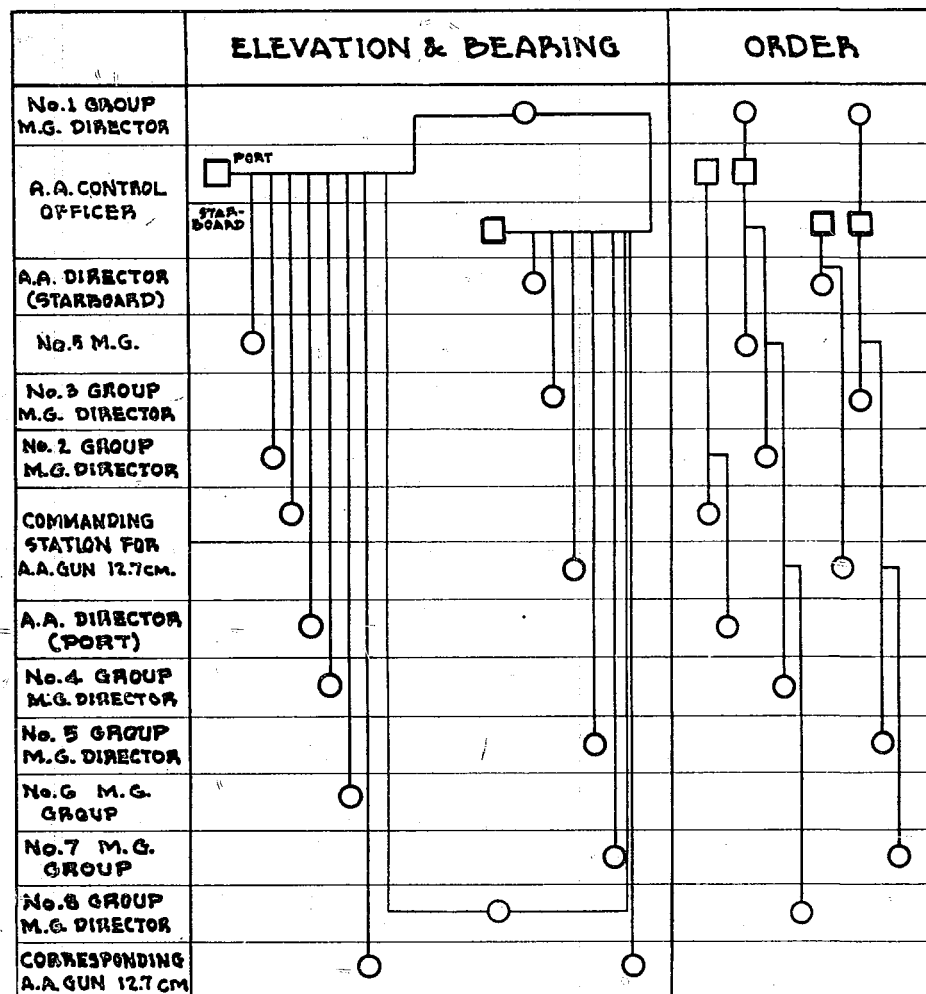 ELEVATION & BEARING
ORDER
No.1 GROUP
M.G. DIRECTOR
PORT
A.A. CONTROL
OFFICER
STAR-
BOARD
A.A. DIRECTOR
(STARBOARD)
No.5 M.G.
No.3 GROUP
M.G. DIRECTOR
No.2 GROUP
M.G. DIRECTOR
COMMANDING
STATION FOR
A.A. GUN 12.7CM.
A.A. DIRECTOR
(PORT)
No.4 GROUP
M.G. DIRECTOR
No. 5 GROUP
M.G. DIRECTOR
No.6 M.G.
GROUP
No.7 M.G.
GROUP
No.8 GROUP
M.G. DIRECTOR
CORRESPONDING
A.A. GUN 12.7 CM